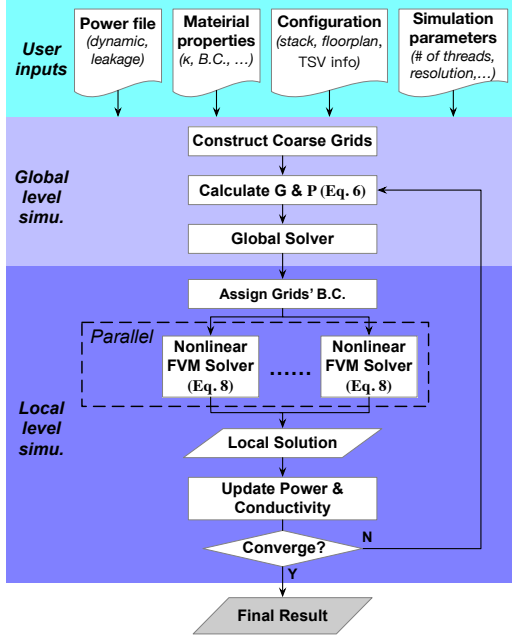 User
inputs
Power file
(dynamic,
leakage)
Mateirial
properties
(κ, B.C., ...)
Configuration
(stack, floorplan,
TSV info)
Simulation
parameters
(# of threads,
resolution,...)
Global
level
simu.
Construct Coarse Grids
Calculate G & P (Eq. 6)
Global Solver
Local
level
simu.
Assign Grids' B.C.
Parallel
Nonlinear
FVM Solver
(Eq. 8)
......
Nonlinear
FVM Solver
(Eq. 8)
Local Solution
Update Power &
Conductivity
Converge?
N
Y
Final Result